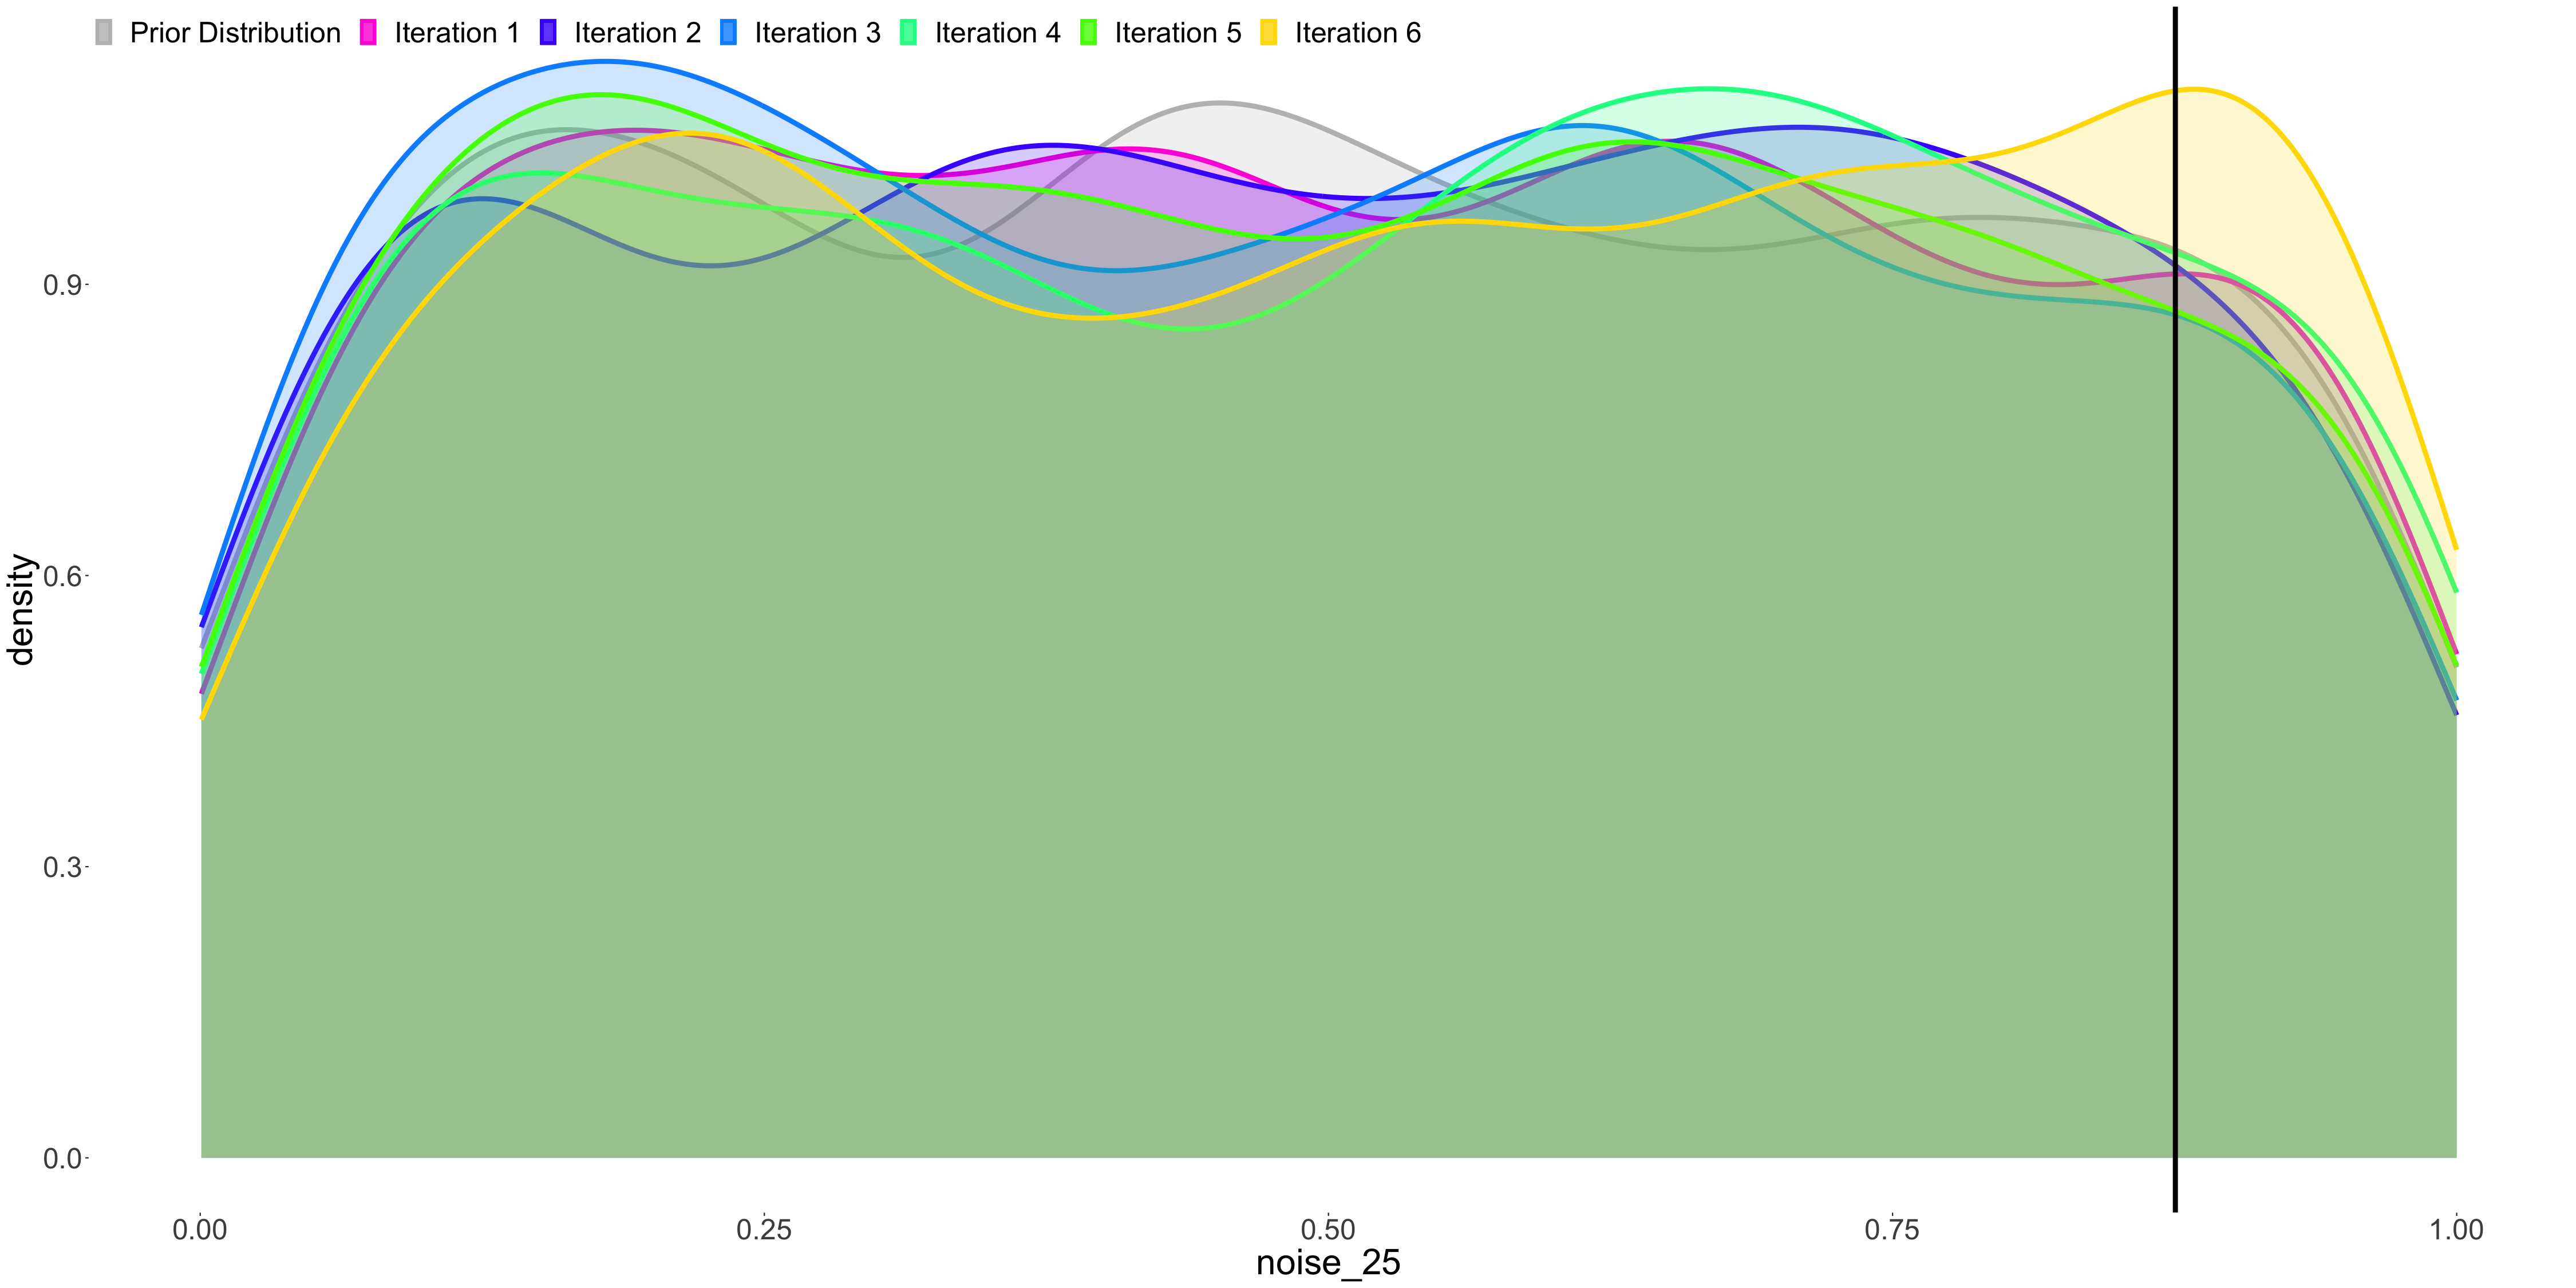 Prior Distribution Iteration 1 Iteration 2 Iteration 3 Iteration 4 Iteration 5 Iteration 6
density
0.9
0.6
0.3
0.0
0.00 0.25 0.50 0.75 1.00
noise_25